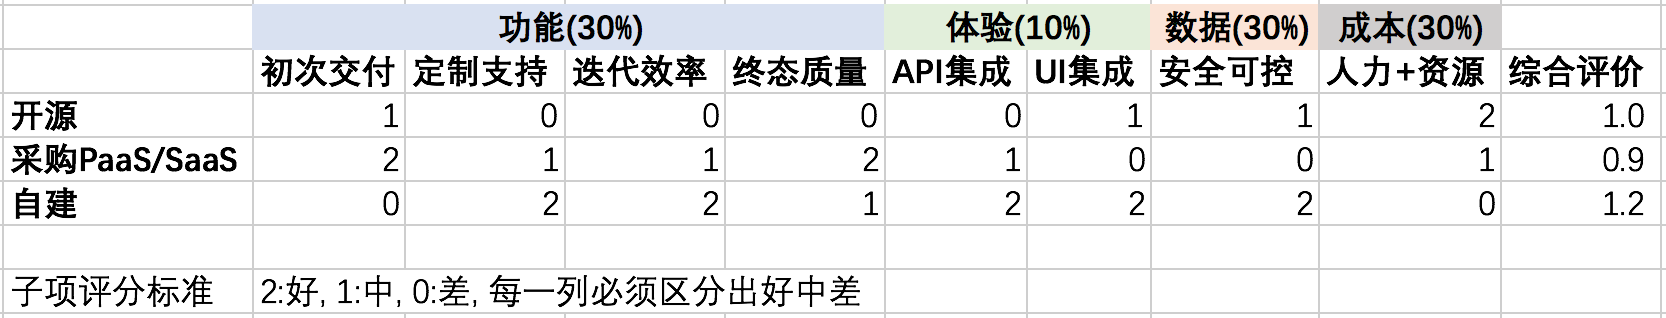 功能(30%) 体验(10%) 数据(30%) 成本(30%)
初次交付 定制支持 迭代效率 终态质量 API集成 UI集成 安全可控 人力+资源 综合评价
开源 1 0 0 0 0 1 1 2 1.0
采购PaaS/SaaS 2 1 1 2 1 0 0 1 0.9
自建 0 2 2 1 2 2 2 0 1.2
子项评分标准 2:好, 1:中, 0:差, 每一列必须区分出好中差